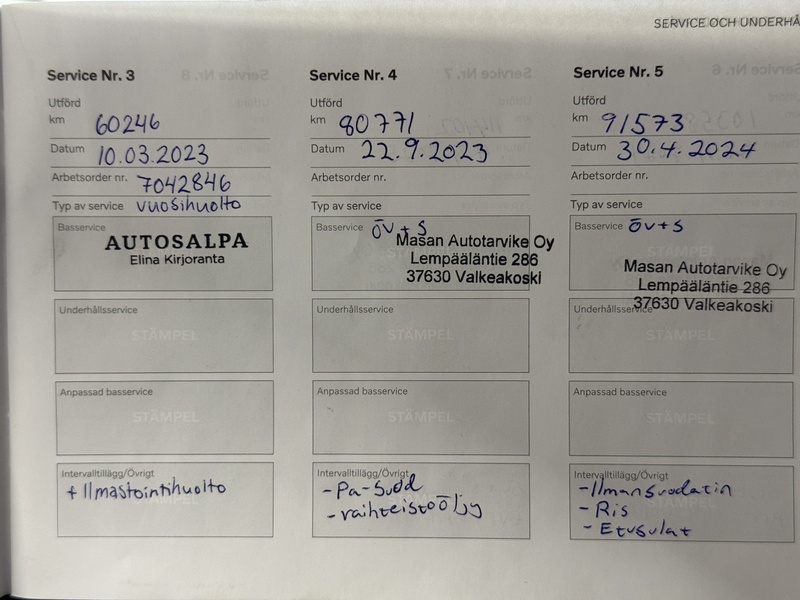 SERVICE OCH UNDERHÅ
Service Nr. 3
Utförd
km 60246
Datum 10.03.2023
Arbetsorder nr. 7042846
Typ av service vuosihuolto
Basservice
AUTOSALPA
Elina Kirjoranta
Underhållsservice
STÄMPEL
Anpassad basservice
STÄMPEL
Intervalltillägg/Övrigt
+ Ilmastointihuolto
Service Nr. 4
Utförd
km 80771
Datum 22.9.2023
Arbetsorder nr.
Typ av service
Basservice ÖV+S
Masan Autotarvike Oy
Lempääläntie 286
37630 Valkeakoski
Underhållsservice
STÄMPEL
Anpassad basservice
STÄMPEL
Intervalltillägg/Övrigt
- Pa-Suod
- vaihteistoöljy
Service Nr. 5
Utförd
km 91573
Datum 30.4.2024
Arbetsorder nr.
Typ av service
Basservice ÖV+S
Masan Autotarvike Oy
Lempääläntie 286
37630 Valkeakoski
Underhållsservice
STÄMPEL
Anpassad basservice
STÄMPEL
Intervalltillägg/Övrigt
- Ilmansuodatin
- Ris
- Etusulat